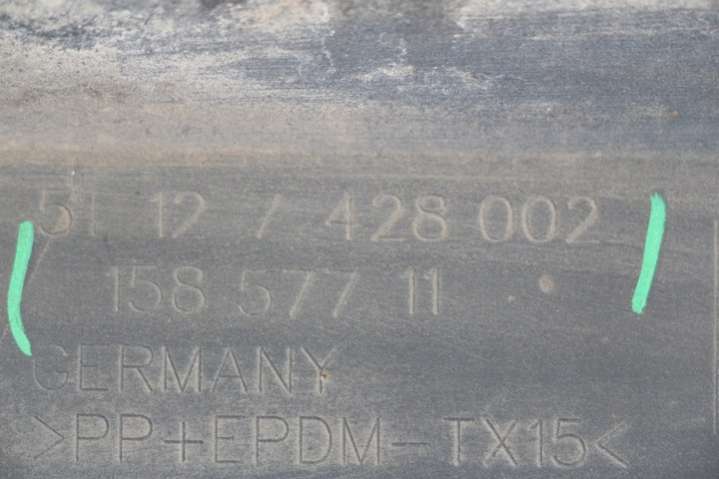 51 12 7 428 002
158 577 11
GERMANY
>PP+EPDM-TX15<